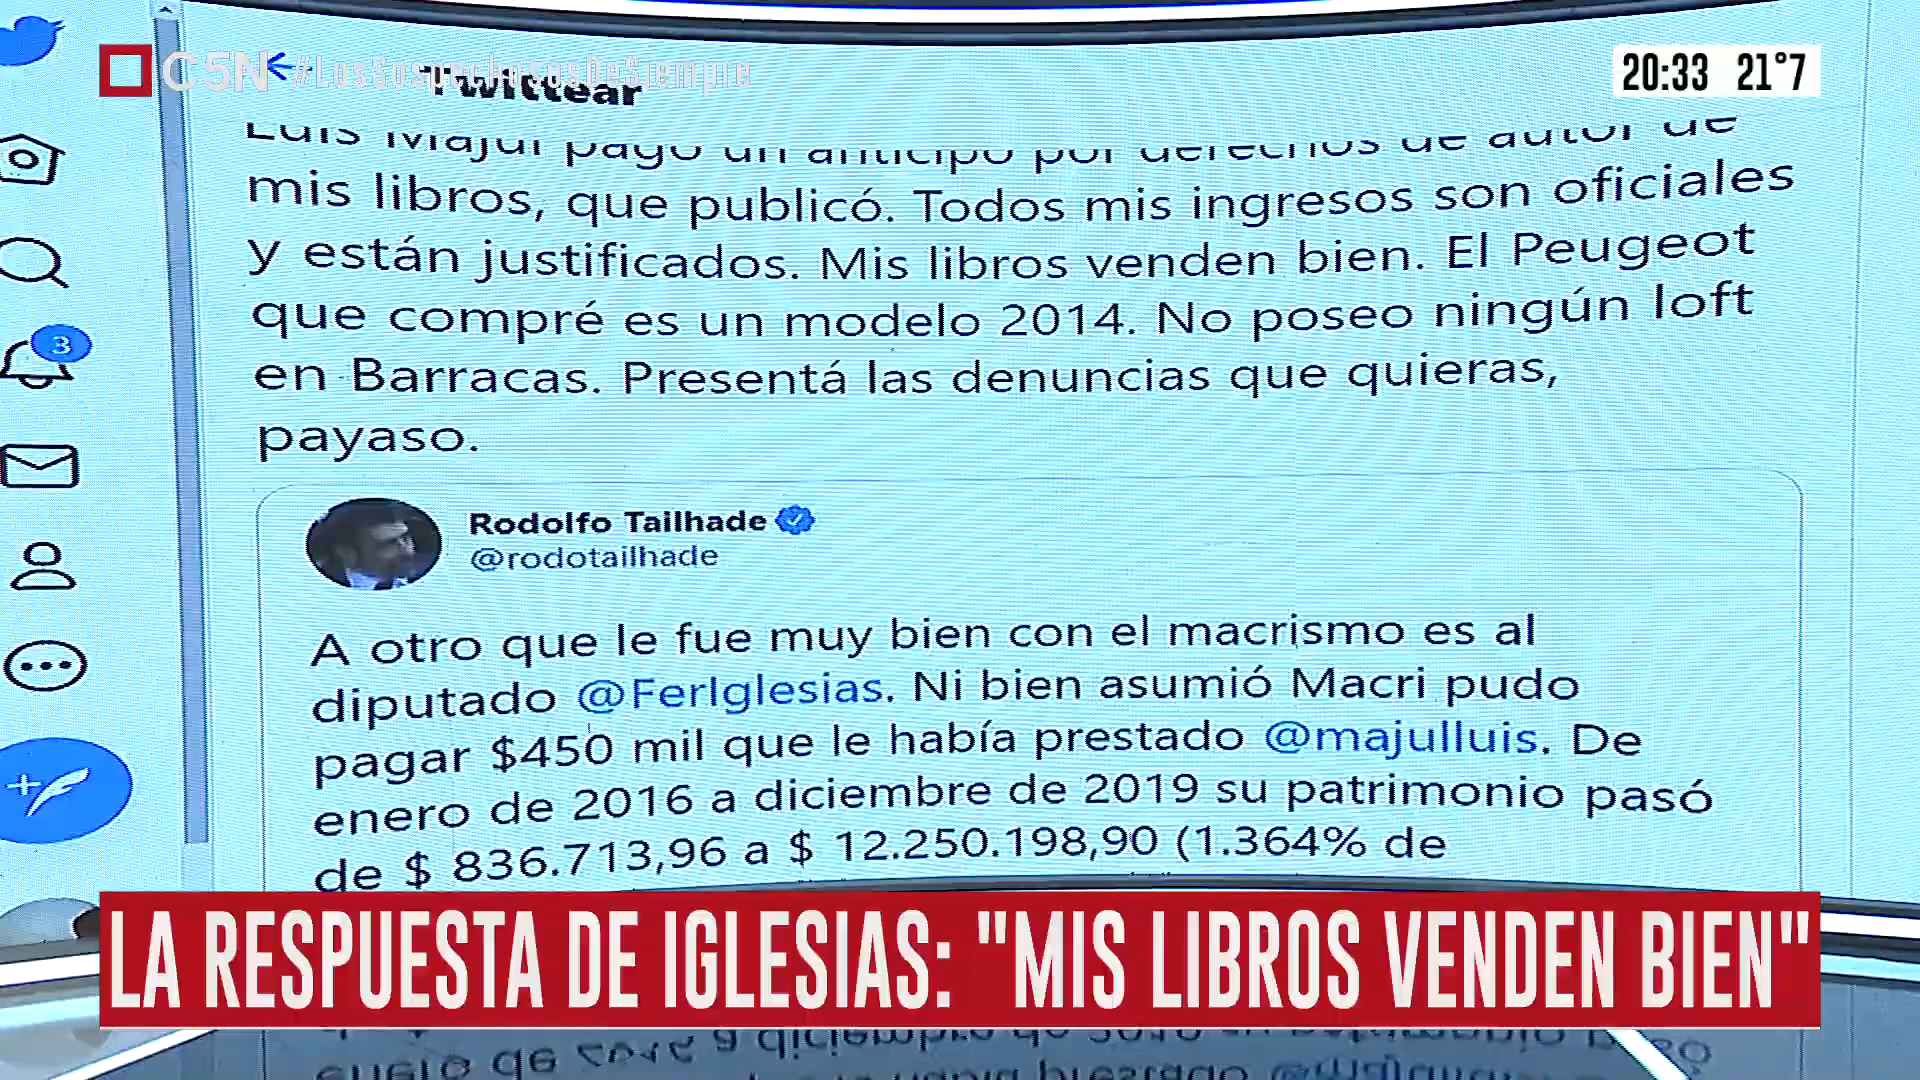 C5N #LosSospechososDeSiempre
20:33 21°7
Twittear
Luis Majul pagó un anticipo por derechos de autor de
mis libros, que publicó. Todos mis ingresos son oficiales
y están justificados. Mis libros venden bien. El Peugeot
que compré es un modelo 2014. No poseo ningún loft
en Barracas. Presentá las denuncias que quieras,
payaso.
3
Rodolfo Tailhade
@rodotailhade
A otro que le fue muy bien con el macrismo es al
diputado @FerIglesias. Ni bien asumió Macri pudo
pagar $450 mil que le había prestado @majulluis. De
enero de 2016 a diciembre de 2019 su patrimonio pasó
de $ 836.713,96 a $ 12.250.198,90 (1.364% de
LA RESPUESTA DE IGLESIAS: "MIS LIBROS VENDEN BIEN"